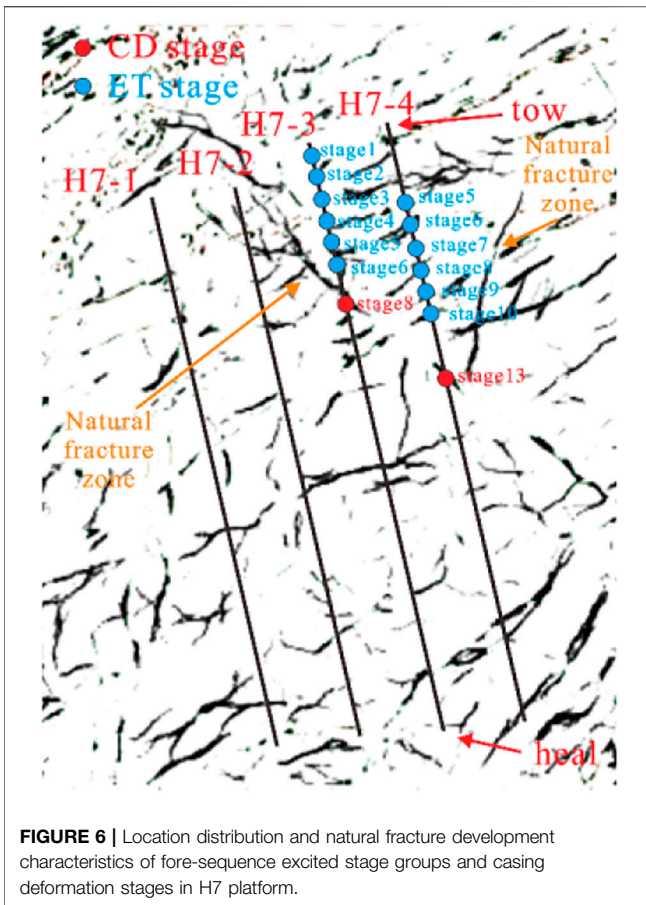 CD stage
ET stage
H7-1
H7-2
H7-3
H7-4
tow
Natural
fracture
zone
stage1
stage2
stage3
stage4
stage5
stage6
stage8
stage5
stage6
stage7
stage8
stage9
stage10
stage13
Natural
fracture
zone
heal
FIGURE 6 | Location distribution and natural fracture development
characteristics of fore-sequence excited stage groups and casing
deformation stages in H7 platform.